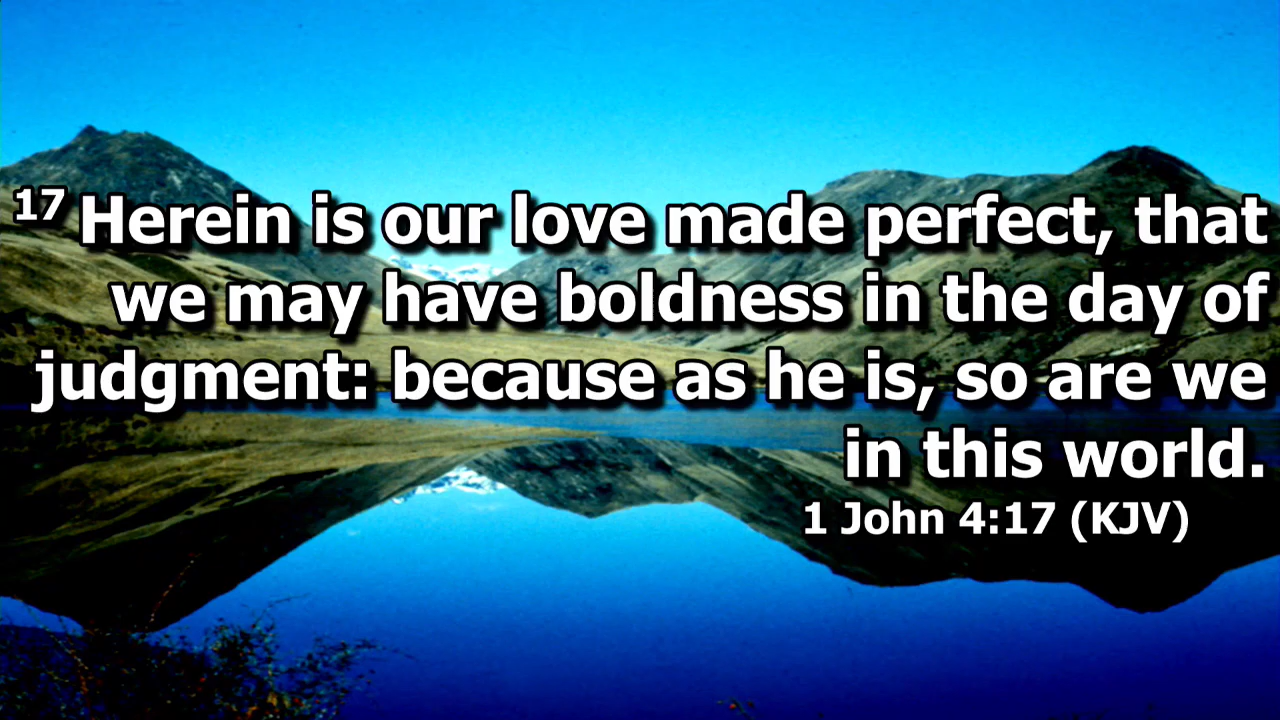 17 Herein is our love made perfect, that
we may have boldness in the day of
judgment: because as he is, so are we
in this world.
1 John 4:17 (KJV)